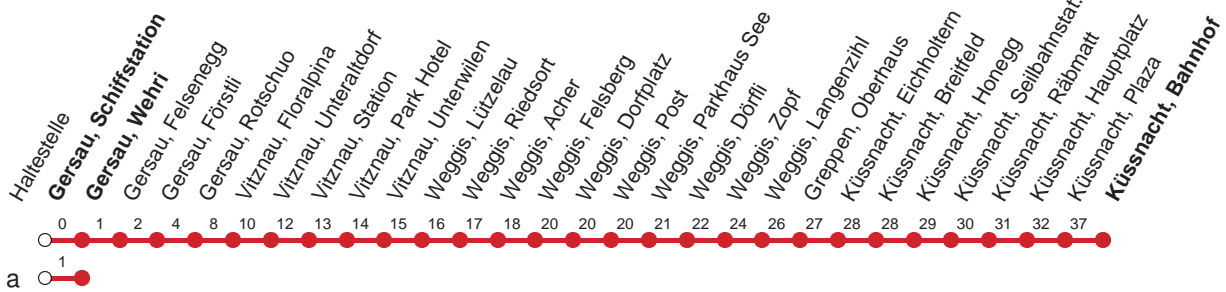 Haltestelle
Gersau, Schiffstation
Gersau, Wehri
Gersau, Felsenegg
Gersau, Förstli
Gersau, Rotschuo
Vitznau, Floralpina
Vitznau, Unteraltdorf
Vitznau, Station
Vitznau, Park Hotel
Vitznau, Unterwilen
Weggis, Lützelau
Weggis, Riedsort
Weggis, Acher
Weggis, Felsberg
Weggis, Dorfplatz
Weggis, Post
Weggis, Parkhaus See
Weggis, Dörfli
Weggis, Zopf
Weggis, Langenzihl
Greppen, Oberhaus
Küssnacht, Eichholtern
Küssnacht, Breitfeld
Küssnacht, Honegg
Küssnacht, Seilbahnstat.
Küssnacht, Räbmatt
Küssnacht, Hauptplatz
Küssnacht, Plaza
Küssnacht, Bahnhof
0 1 2 4 8 10 12 13 14 15 16 17 18 20 20 20 21 22 24 26 27 28 28 29 30 31 32 37
1
a